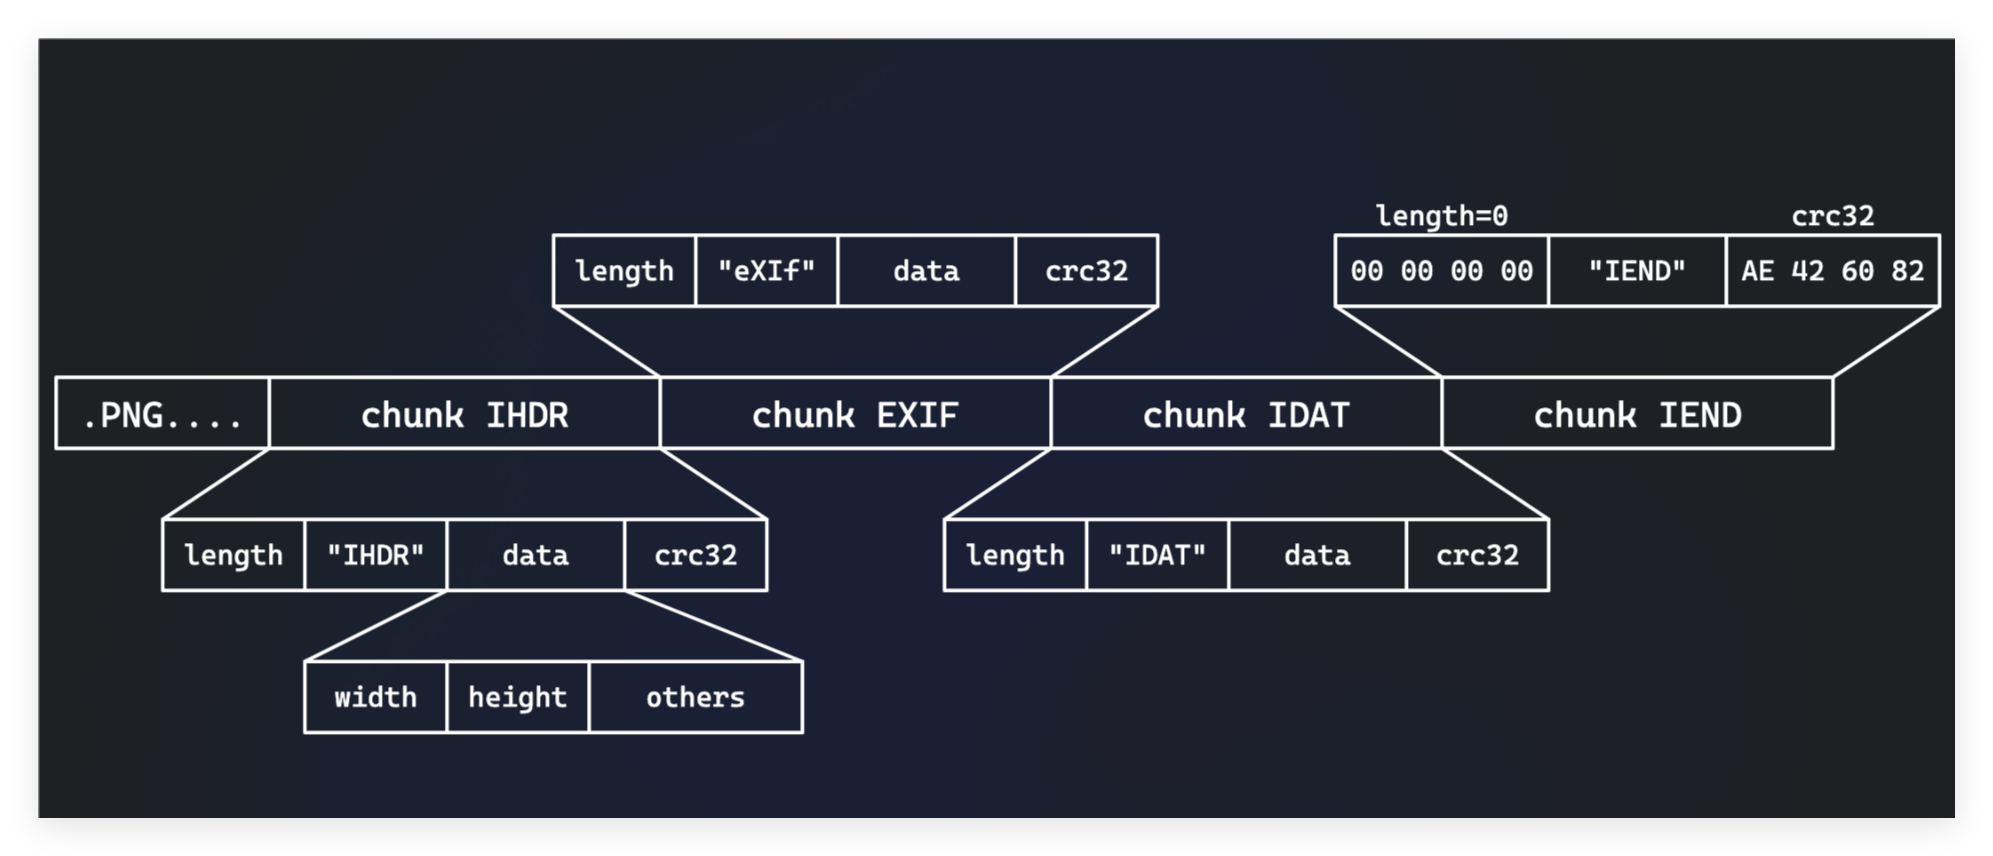 length=0 crc32
length "eXIf" data crc32 00 00 00 00 "IEND" AE 42 60 82
.PNG.... chunk IHDR chunk EXIF chunk IDAT chunk IEND
length "IHDR" data crc32 length "IDAT" data crc32
width height others